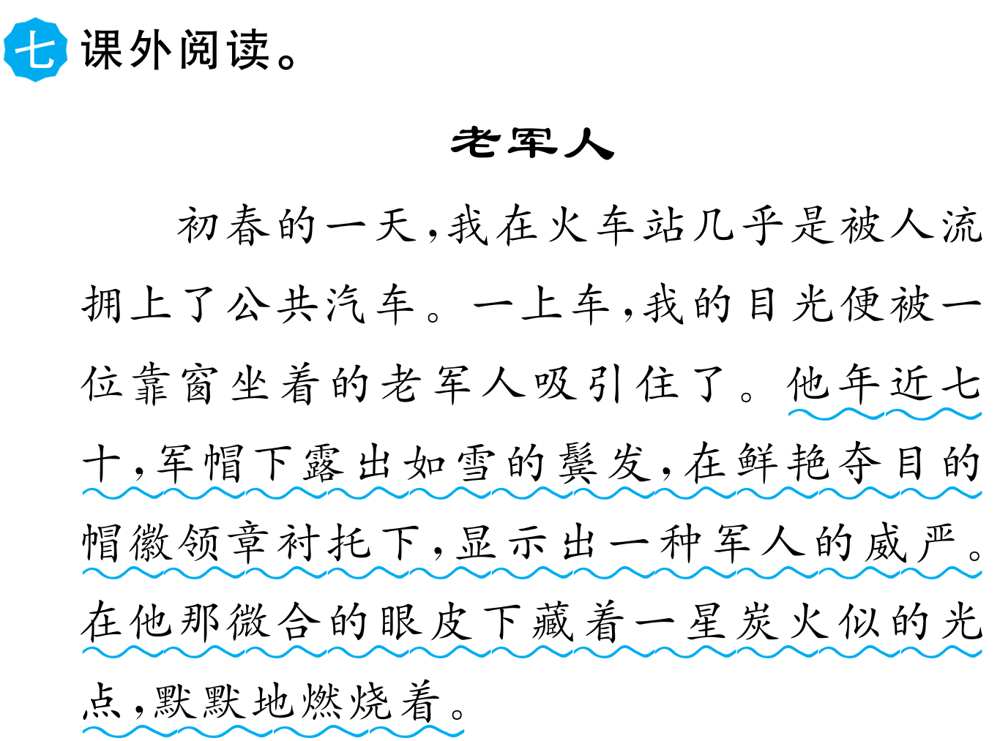 七 课外阅读。
老军人
初春的一天,我在火车站几乎是被人流
拥上了公共汽车。一上车,我的目光便被一
位靠窗坐着的老军人吸引住了。他年近七
十,军帽下露出如雪的鬓发,在鲜艳夺目的
帽徽领章衬托下,显示出一种军人的威严。
在他那微合的眼皮下藏着一星炭火似的光
点,默默地燃烧着。